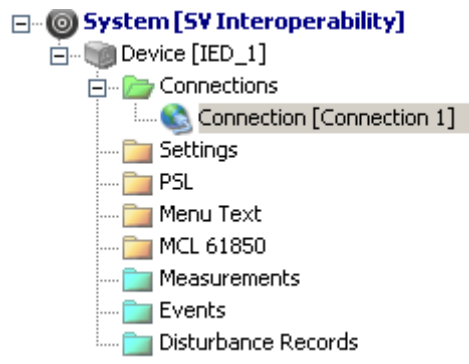 System [SV Interoperability]
Device [IED_1]
Connections
Connection [Connection 1]
Settings
PSL
Menu Text
MCL 61850
Measurements
Events
Disturbance Records